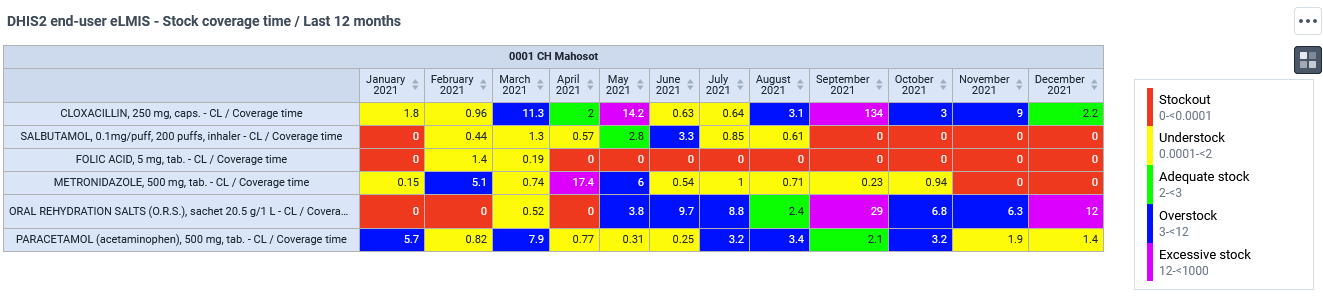 DHIS2 end-user eLMIS - Stock coverage time / Last 12 months
0001 CH Mahosot
January 2021 February 2021 March 2021 April 2021 May 2021 June 2021 July 2021 August 2021 September 2021 October 2021 November 2021 December 2021
CLOXACILLIN, 250 mg, caps. - CL / Coverage time 1.8 0.96 11.3 2 14.2 0.63 0.64 3.1 134 3 9 2.2
SALBUTAMOL, 0.1mg/puff, 200 puffs, inhaler - CL / Coverage time 0 0.44 1.3 0.57 2.8 3.3 0.85 0.61 0 0 0 0
FOLIC ACID, 5 mg, tab. - CL / Coverage time 0 1.4 0.19 0 0 0 0 0 0 0 0 0
METRONIDAZOLE, 500 mg, tab. - CL / Coverage time 0.15 5.1 0.74 17.4 6 0.54 1 0.71 0.23 0.94 0 0
ORAL REHYDRATION SALTS (O.R.S.), sachet 20.5 g/1 L - CL / Covera... 0 0 0.52 0 3.8 9.7 8.8 2.4 29 6.8 6.3 12
PARACETAMOL (acetaminophen), 500 mg, tab. - CL / Coverage time 5.7 0.82 7.9 0.77 0.31 0.25 3.2 3.4 2.1 3.2 1.9 1.4
Stockout
0-<0.0001
Understock
0.0001-<2
Adequate stock
2-<3
Overstock
3-<12
Excessive stock
12-<1000